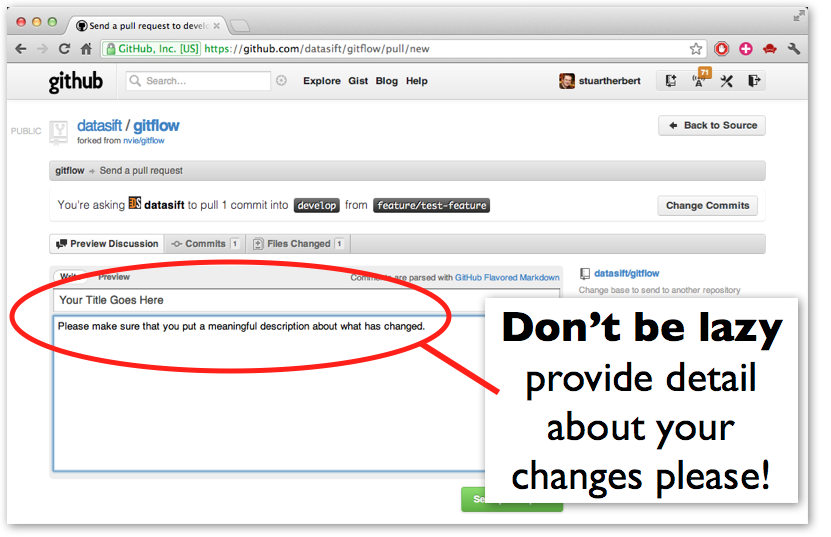 Send a pull request to develo
GitHub, Inc. [US] https://github.com/datasift/gitflow/pull/new
github Search... Explore Gist Blog Help stuartherbert 71
PUBLIC datasift / gitflow Back to Source
forked from nvie/gitflow
gitflow Send a pull request
You're asking datasift to pull 1 commit into develop from feature/test-feature Change Commits
Preview Discussion Commits 1 Files Changed 1
Preview Comments are parsed with GitHub Flavored Markdown datasift/gitflow
Your Title Goes Here Change base to send to another repository
Please make sure that you put a meaningful description about what has changed.
Don't be lazy
provide detail
about your
changes please!